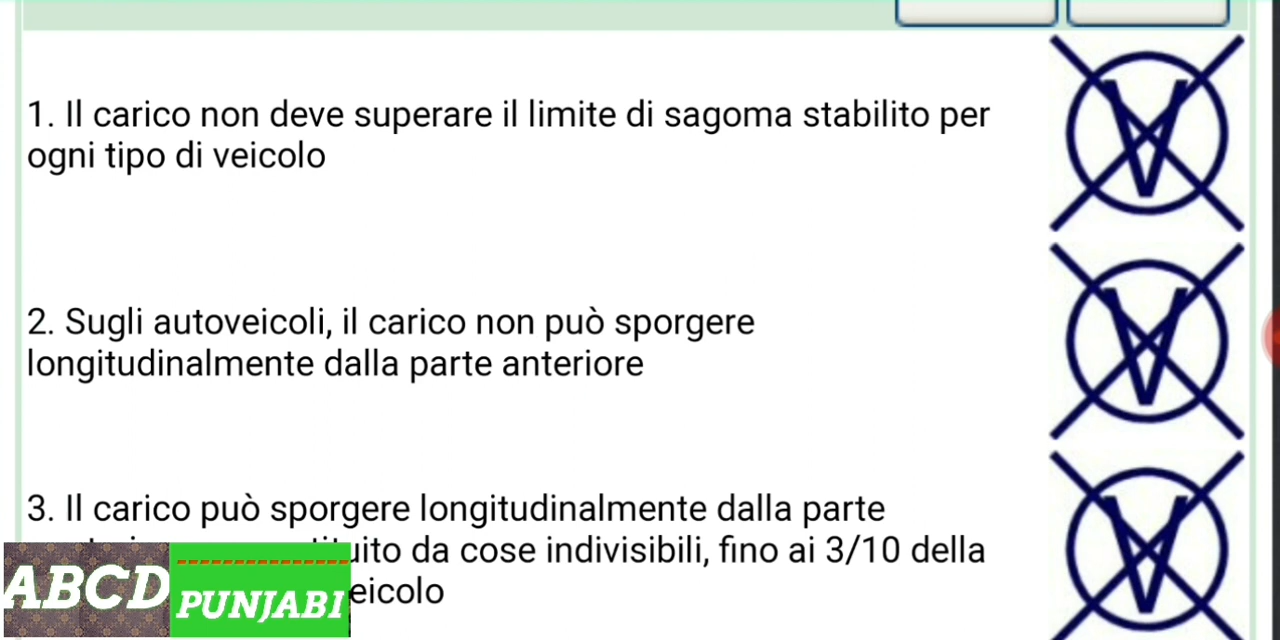 1. Il carico non deve superare il limite di sagoma stabilito per
ogni tipo di veicolo
V
2. Sugli autoveicoli, il carico non può sporgere
longitudinalmente dalla parte anteriore
V
3. Il carico può sporgere longitudinalmente dalla parte
da cose indivisibili, fino ai 3/10 della
V
ABCD PUNJABI